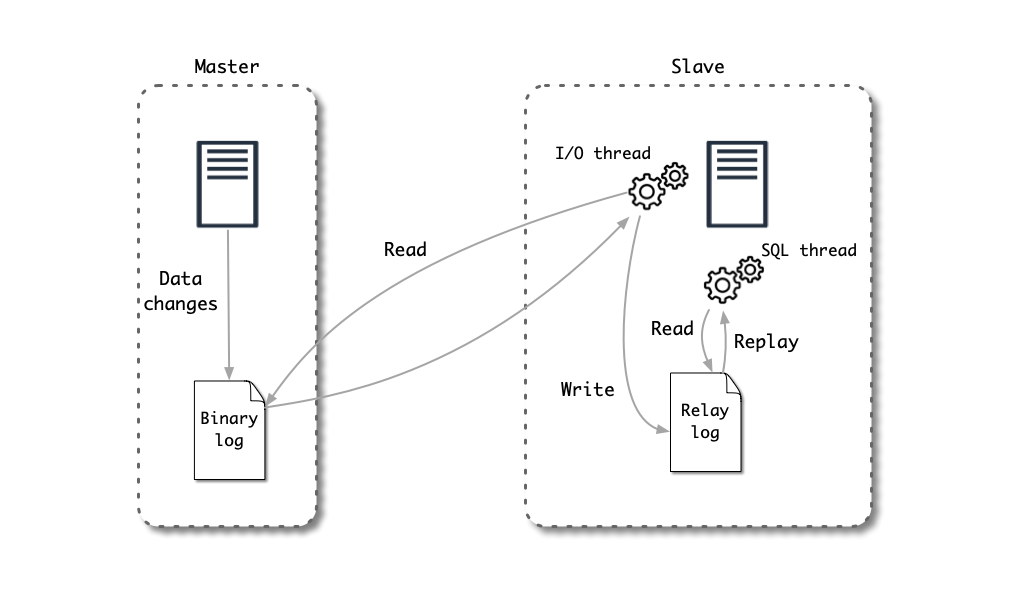 Master
Slave
I/O thread
Read
SQL thread
Data
changes
Read
Replay
Write
Binary
log
Relay
log